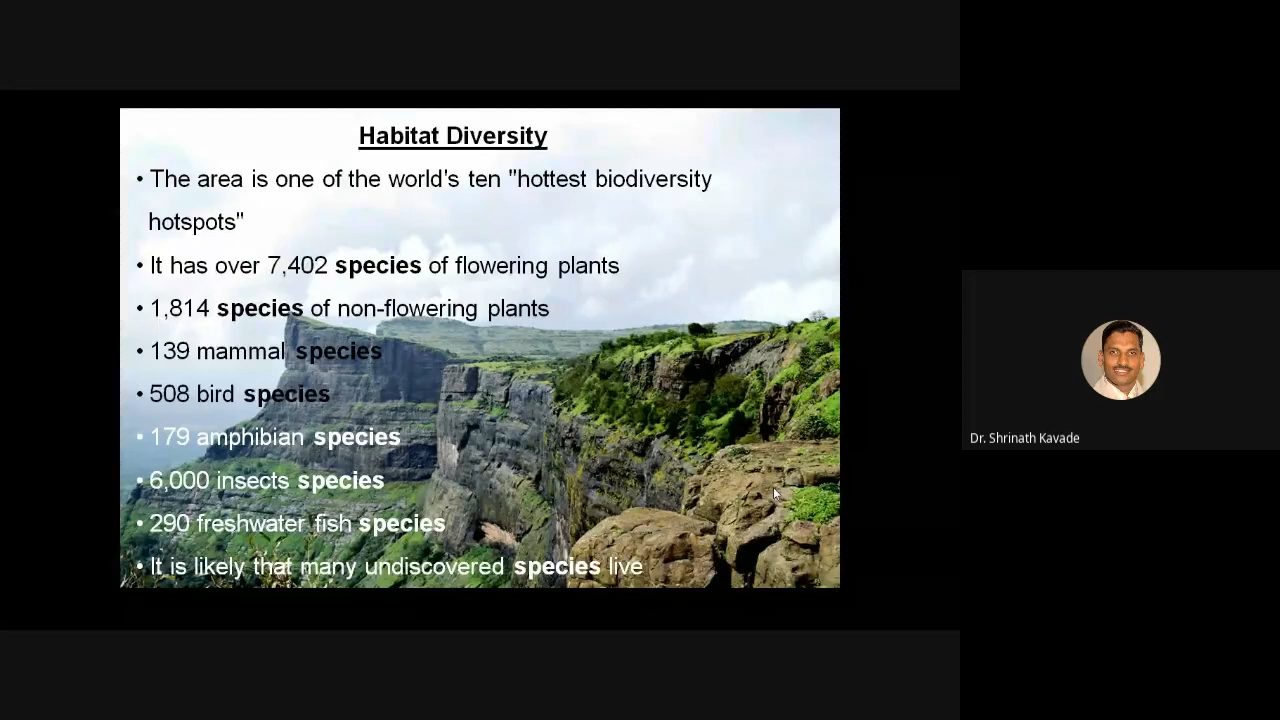 Habitat Diversity
• The area is one of the world's ten "hottest biodiversity
hotspots"
• It has over 7,402 species of flowering plants
• 1,814 species of non-flowering plants
• 139 mammal species
• 508 bird species
• 179 amphibian species
• 6,000 insects species
• 290 freshwater fish species
• It is likely that many undiscovered species live
Dr. Shrinath Kavade